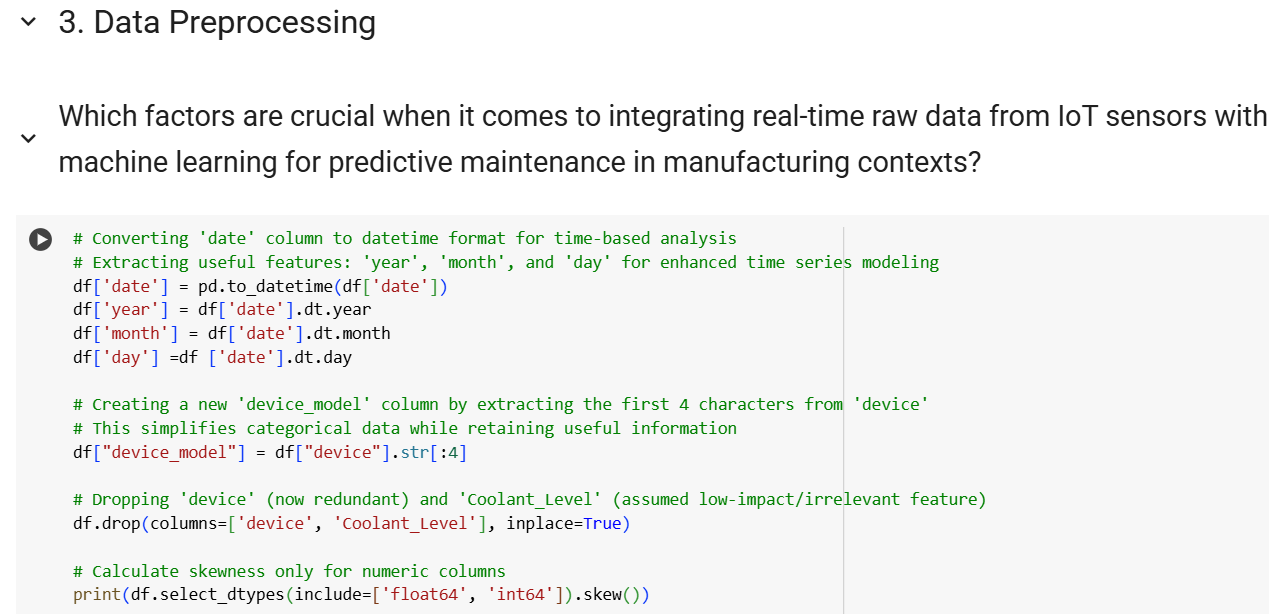 3. Data Preprocessing
Which factors are crucial when it comes to integrating real-time raw data from IoT sensors with
machine learning for predictive maintenance in manufacturing contexts?
# Converting 'date' column to datetime format for time-based analysis
# Extracting useful features: 'year', 'month', and 'day' for enhanced time series modeling
df['date'] = pd.to_datetime(df['date'])
df['year'] = df['date'].dt.year
df['month'] = df['date'].dt.month
df['day'] =df ['date'].dt.day
# Creating a new 'device_model' column by extracting the first 4 characters from 'device'
# This simplifies categorical data while retaining useful information
df["device_model"] = df["device"].str[:4]
# Dropping 'device' (now redundant) and 'Coolant_Level' (assumed low-impact/irrelevant feature)
df.drop(columns=['device', 'Coolant_Level'], inplace=True)
# Calculate skewness only for numeric columns
print(df.select_dtypes(include=['float64', 'int64']).skew())